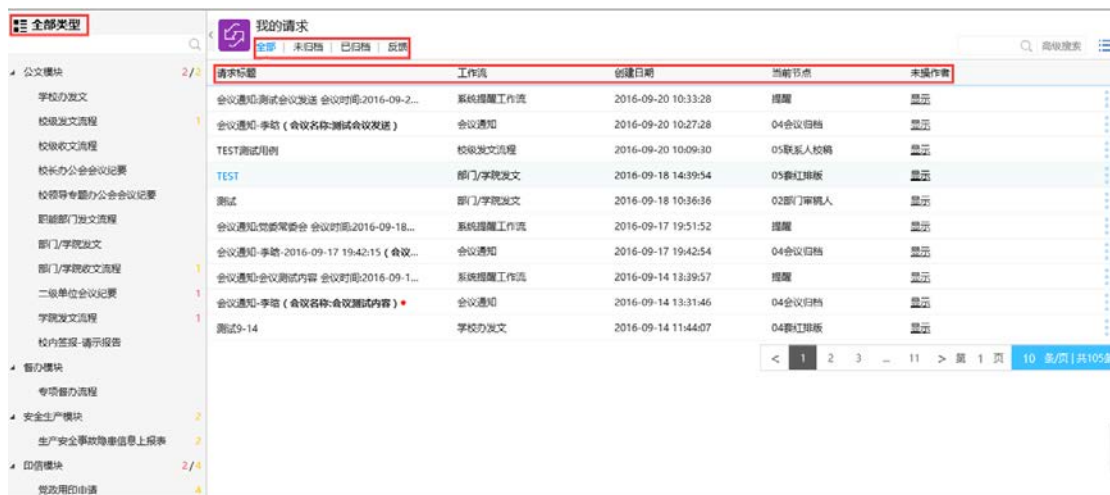 全部类型
公文模块 2/2
学校办发文
校级发文流程 1
校级收文流程
校长办公会会议纪要
校领导专题办公会会议纪要
职能部门发文流程
部门/学院发文
部门/学院收文流程 1
二级单位会议纪要 1
学院发文流程 1
校内签报-请示报告
督办模块
专项督办流程
安全生产模块 2
生产安全事故隐患信息上报表 2
印信模块 2/4
党政用印申请 4
我的请求
全部 | 未归档 | 已归档 | 反馈
高级搜索
请求标题 工作流 创建日期 当前节点 未操作者
会议通知:测试会议发送 会议时间:2016-09-2... 系统提醒工作流 2016-09-20 10:33:28 提醒 显示
会议通知-李晗 ( 会议名称:测试会议发送 ) 会议通知 2016-09-20 10:27:28 04会议归档 显示
TEST测试用例 校级发文流程 2016-09-20 10:09:30 05联系人校稿 显示
TEST 部门/学院发文 2016-09-18 14:39:54 05套红排版 显示
测试 部门/学院发文 2016-09-18 10:36:36 02部门审稿人 显示
会议通知:党委常委会 会议时间:2016-09-18... 系统提醒工作流 2016-09-17 19:51:52 提醒 显示
会议通知-李晗-2016-09-17 19:42:15 ( 会议... 会议通知 2016-09-17 19:42:54 04会议归档 显示
会议通知:会议测试内容 会议时间:2016-09-1... 系统提醒工作流 2016-09-14 13:39:57 提醒 显示
会议通知-李晗 ( 会议名称:会议测试内容 ) 会议通知 2016-09-14 13:31:46 04会议归档 显示
测试9-14 学校办发文 2016-09-14 11:44:07 04套红排版 显示
< 1 2 3 ... 11 > 第 1 页 10 条/页 | 共105条